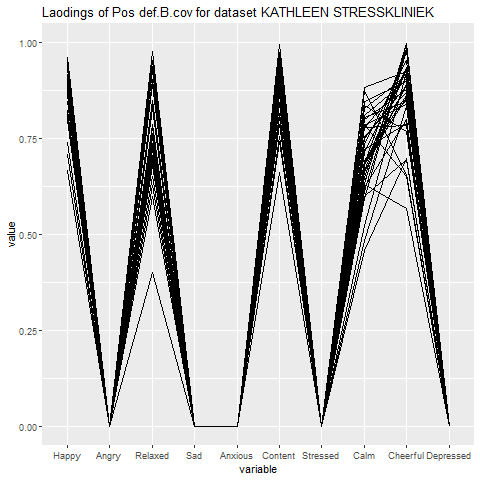 Laodings of Pos def.B.cov for dataset KATHLEEN STRESSKLINIEK
1.00
0.75
0.50
0.25
0.00
value
Happy Angry Relaxed Sad Anxious Content Stressed Calm Cheerful Depressed
variable